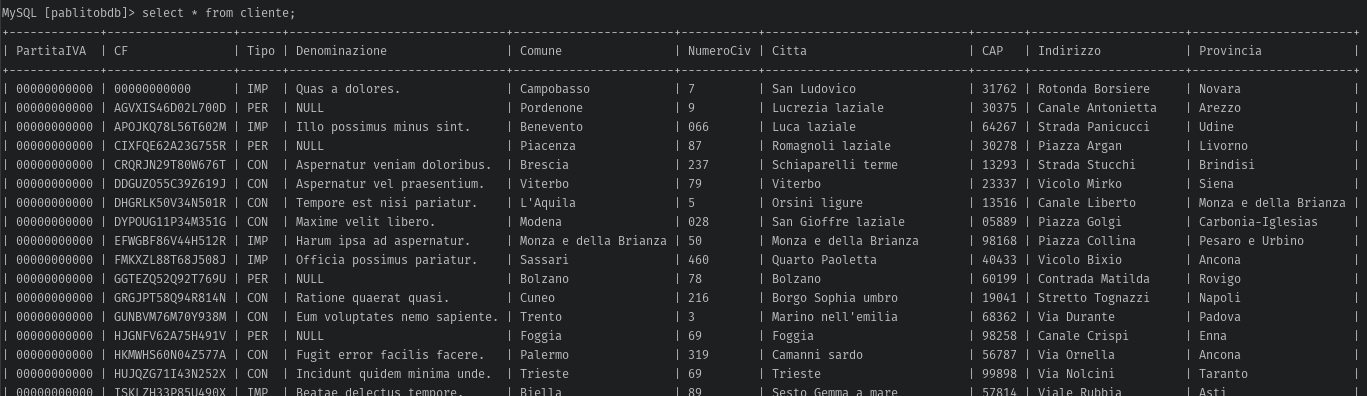 MySQL [pablitobdb]> select * from cliente;
+-------------+------------------+------+----------------------------+-----------------------+-----------+-----------------------------+-------+----------------------+-----------------------+
| PartitaIVA  | CF               | Tipo | Denominazione              | Comune                | NumeroCiv | Citta                       | CAP   | Indirizzo            | Provincia             |
+-------------+------------------+------+----------------------------+-----------------------+-----------+-----------------------------+-------+----------------------+-----------------------+
| 00000000000 | 00000000000      | IMP  | Quas a dolores.            | Campobasso            | 7         | San Ludovico                | 31762 | Rotonda Borsiere     | Novara                |
| 00000000000 | AGVXIS46D02L700D | PER  | NULL                       | Pordenone             | 9         | Lucrezia laziale            | 30375 | Canale Antonietta    | Arezzo                |
| 00000000000 | APOJKQ78L56T602M | IMP  | Illo possimus minus sint.  | Benevento             | 066       | Luca laziale                | 64267 | Strada Panicucci     | Udine                 |
| 00000000000 | CIXFQE62A23G755R | PER  | NULL                       | Piacenza              | 87        | Romagnoli laziale           | 30278 | Piazza Argan         | Livorno               |
| 00000000000 | CRQRJN29T80W676T | CON  | Aspernatur veniam doloribus.  | Brescia               | 237       | Schiaparelli terme          | 13293 | Strada Stucchi       | Brindisi              |
| 00000000000 | DDGUZO55C39Z619J | CON  | Aspernatur vel praesentium.   | Viterbo               | 79        | Viterbo                     | 23337 | Vicolo Mirko         | Siena                 |
| 00000000000 | DHGRLK50V34N501R | CON  | Tempore est nisi pariatur.    | L'Aquila              | 5         | Orsini ligure               | 13516 | Canale Liberto       | Monza e della Brianza |
| 00000000000 | DYPOUG11P34M351G | CON  | Maxime velit libero.          | Modena                | 028       | San Gioffre laziale         | 05889 | Piazza Golgi         | Carbonia-Iglesias     |
| 00000000000 | EFWGBF86V44H512R | IMP  | Harum ipsa ad aspernatur.     | Monza e della Brianza | 50        | Monza e della Brianza       | 98168 | Piazza Collina       | Pesaro e Urbino       |
| 00000000000 | FMKXZL88T68J508J | IMP  | Officia possimus pariatur.    | Sassari               | 460       | Quarto Paoletta             | 40433 | Vicolo Bixio         | Ancona                |
| 00000000000 | GGTEZQ52Q92T769U | PER  | NULL                          | Bolzano               | 78        | Bolzano                     | 60199 | Contrada Matilda     | Rovigo                |
| 00000000000 | GRGJPT58Q94R814N | CON  | Ratione quaerat quasi.        | Cuneo                 | 216       | Borgo Sophia umbro          | 19041 | Stretto Tognazzi     | Napoli                |
| 00000000000 | GUNBVM76M70Y938M | CON  | Eum voluptates nemo sapiente. | Trento                | 3         | Marino nell'emilia          | 68362 | Via Durante          | Padova                |
| 00000000000 | HJGNFV62A75H491V | PER  | NULL                          | Foggia                | 69        | Foggia                      | 98258 | Canale Crispi        | Enna                  |
| 00000000000 | HKMWHS60N04Z577A | CON  | Fugit error facilis facere.   | Palermo               | 319       | Camanni sardo               | 56787 | Via Ornella          | Ancona                |
| 00000000000 | HUJQZG71I43N252X | CON  | Incidunt quidem minima unde.  | Trieste               | 69        | Trieste                     | 99898 | Via Nolcini          | Taranto               |
| 00000000000 | ISKLZH33P85U490X | IMP  | Beatae delectus tempore.      | Biella                | 89        | Sesto Gemma a mare          | 57814 | Viale Rubbia         | Asti                  |